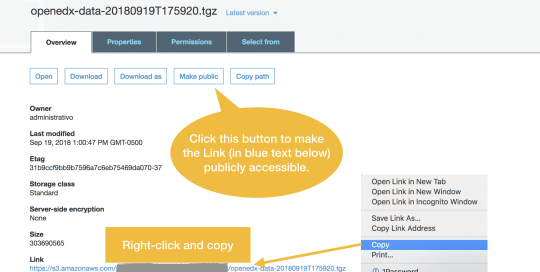 openedx-data-20180919T175920.tgz Latest version
Overview Properties Permissions Select from
Open Download Download as Make public Copy path
Owner
administrativo
Last modified
Sep 19, 2018 1:00:47 PM GMT-0500
Etag
31b9ccf9bb9b7596a7c6eb75469da070-37
Storage class
Standard
Server-side encryption
None
Size
303690565
Link
https://s3.amazonaws.com/ /openedx-data-20180919T175920.tgz
Click this button to make
the Link (in blue text below)
publicly accessible.
Right-click and copy
Open Link in New Tab
Open Link in New Window
Open Link in Incognito Window
Save Link As...
Copy Link Address
Copy
Print...
1Password